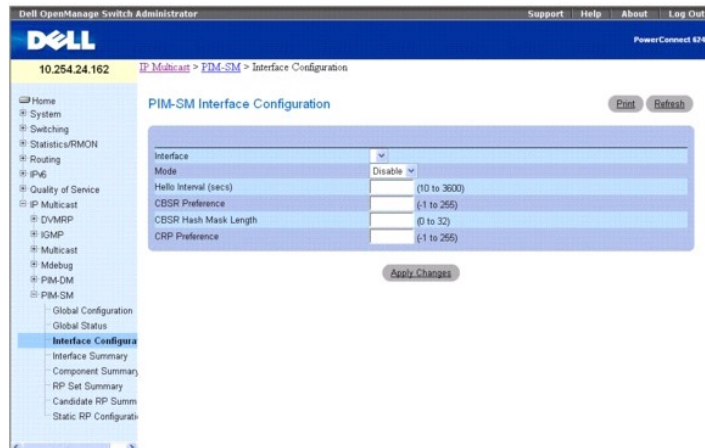 Dell OpenManage Switch Administrator
Support Help About Log Out
DELL
PowerConnect 624
10.254.24.162
IP Multicast > PIM-SM > Interface Configuration
Home
System
Switching
Statistics/RMON
Routing
IPv6
Quality of Service
IP Multicast
DVMRP
IGMP
Multicast
Mdebug
PIM-DM
PIM-SM
Global Configuration
Global Status
Interface Configura
Interface Summary
Component Summary
RP Set Summary
Candidate RP Summ
Static RP Configurati
PIM-SM Interface Configuration
Print Refresh
Interface
Mode Disable
Hello Interval (secs) (10 to 3600)
CBSR Preference (-1 to 255)
CBSR Hash Mask Length (0 to 32)
CRP Preference (-1 to 255)
Apply Changes